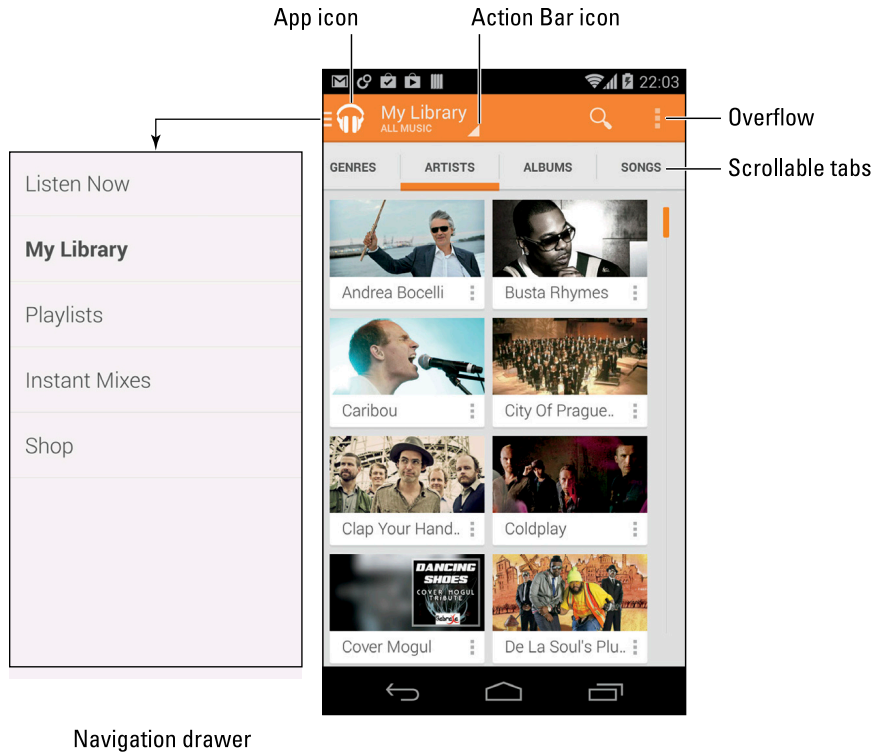 App icon
Action Bar icon
22:03
My Library
ALL MUSIC
Overflow
GENRES
ARTISTS
ALBUMS
SONGS
Scrollable tabs
Listen Now
My Library
Playlists
Instant Mixes
Shop
Andrea Bocelli
Busta Rhymes
Caribou
City Of Prague..
Clap Your Hand..
Coldplay
DANCING
SHOES
COVER MOGUL
TRIBUTE
Cover Mogul
De La Soul's Plu..
Navigation drawer